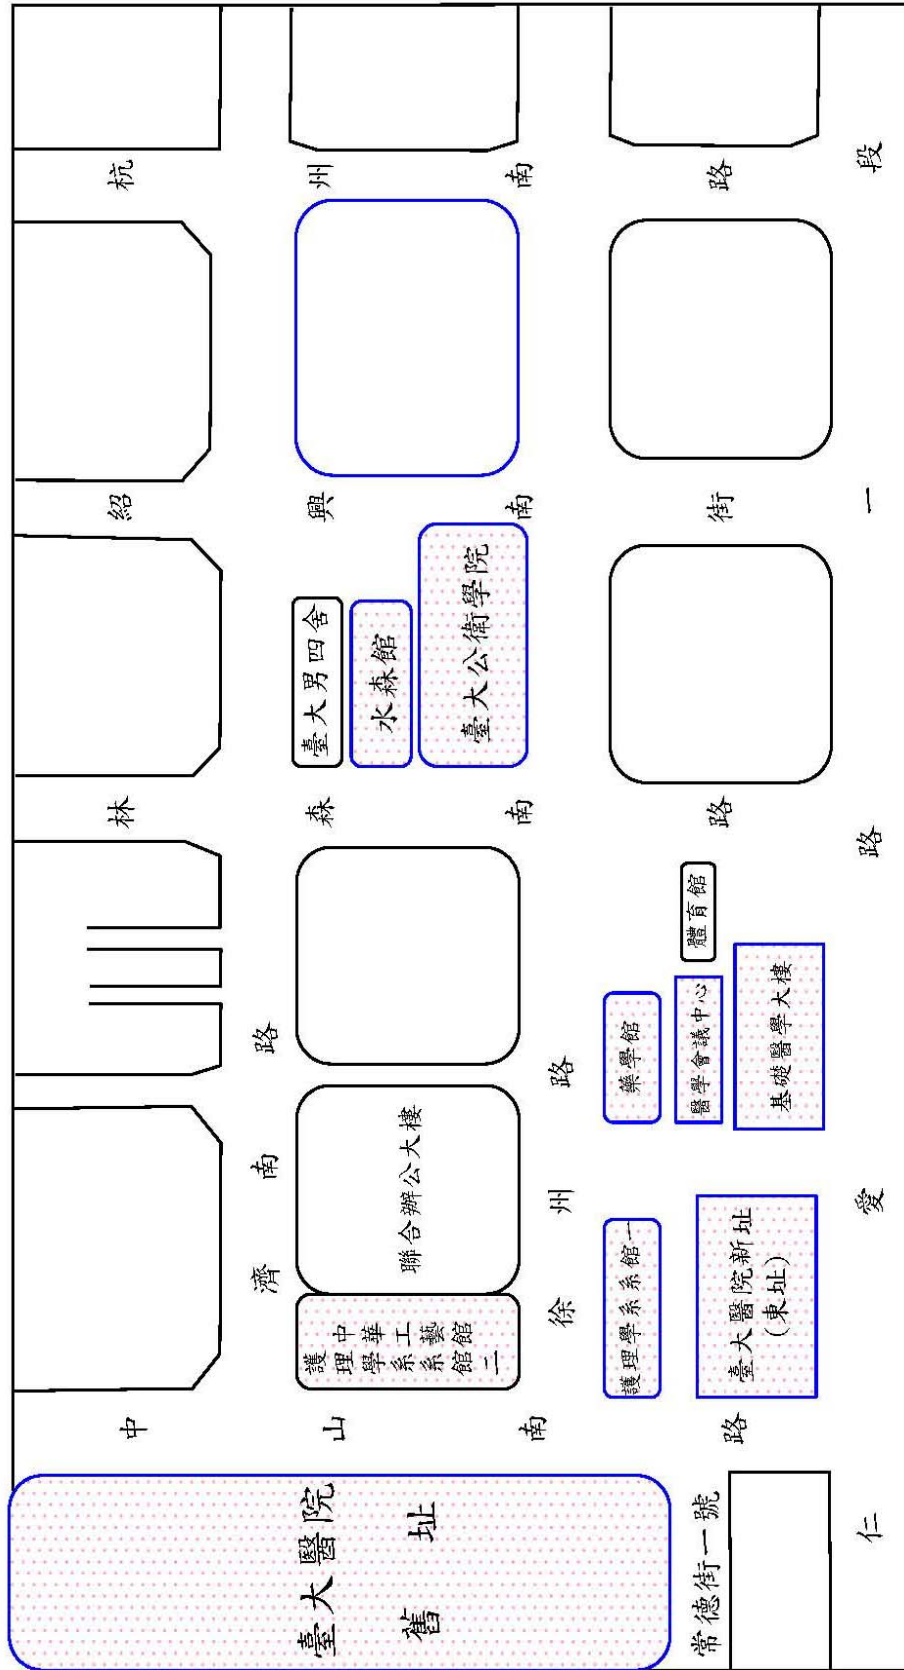 臺大醫院
舊址
常德街一號
中山南路
護理學系系館二
中華工藝館
聯合辦公大樓
護理學系系館一
臺大醫院新址
(東址)
濟南路
徐州路
藥學館
醫學會議中心
基礎醫學大樓
體育館
林森南路
臺大男四舍
水森館
臺大公衛學院
紹興南街
杭州南路
仁愛路一段